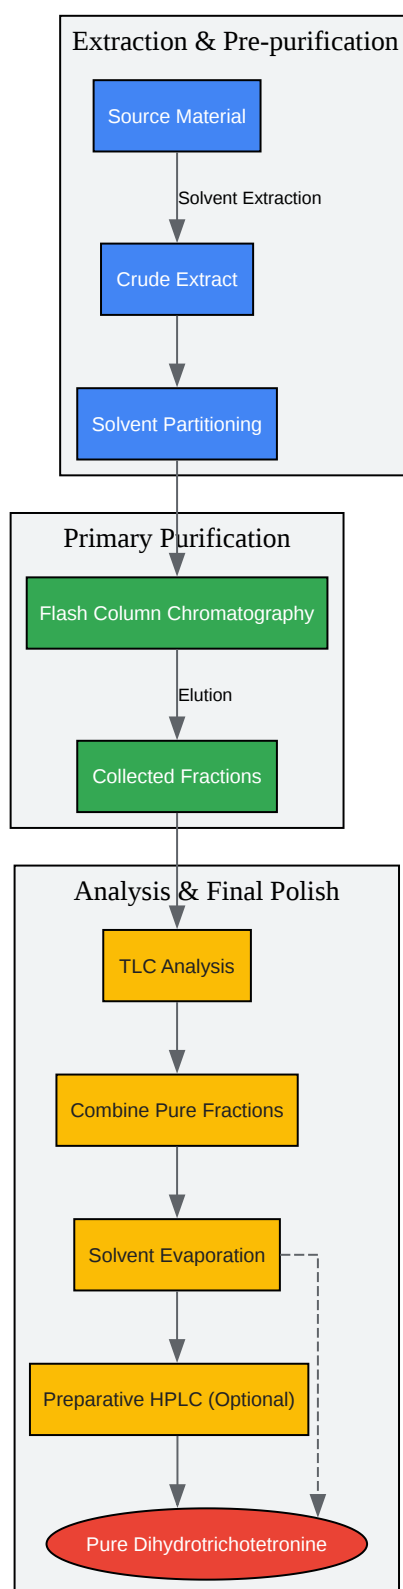 Extraction & Pre-purification
Source Material
Solvent Extraction
Crude Extract
Solvent Partitioning
Primary Purification
Flash Column Chromatography
Elution
Collected Fractions
Analysis & Final Polish
TLC Analysis
Combine Pure Fractions
Solvent Evaporation
Preparative HPLC (Optional)
Pure Dihydrotrichotetronine